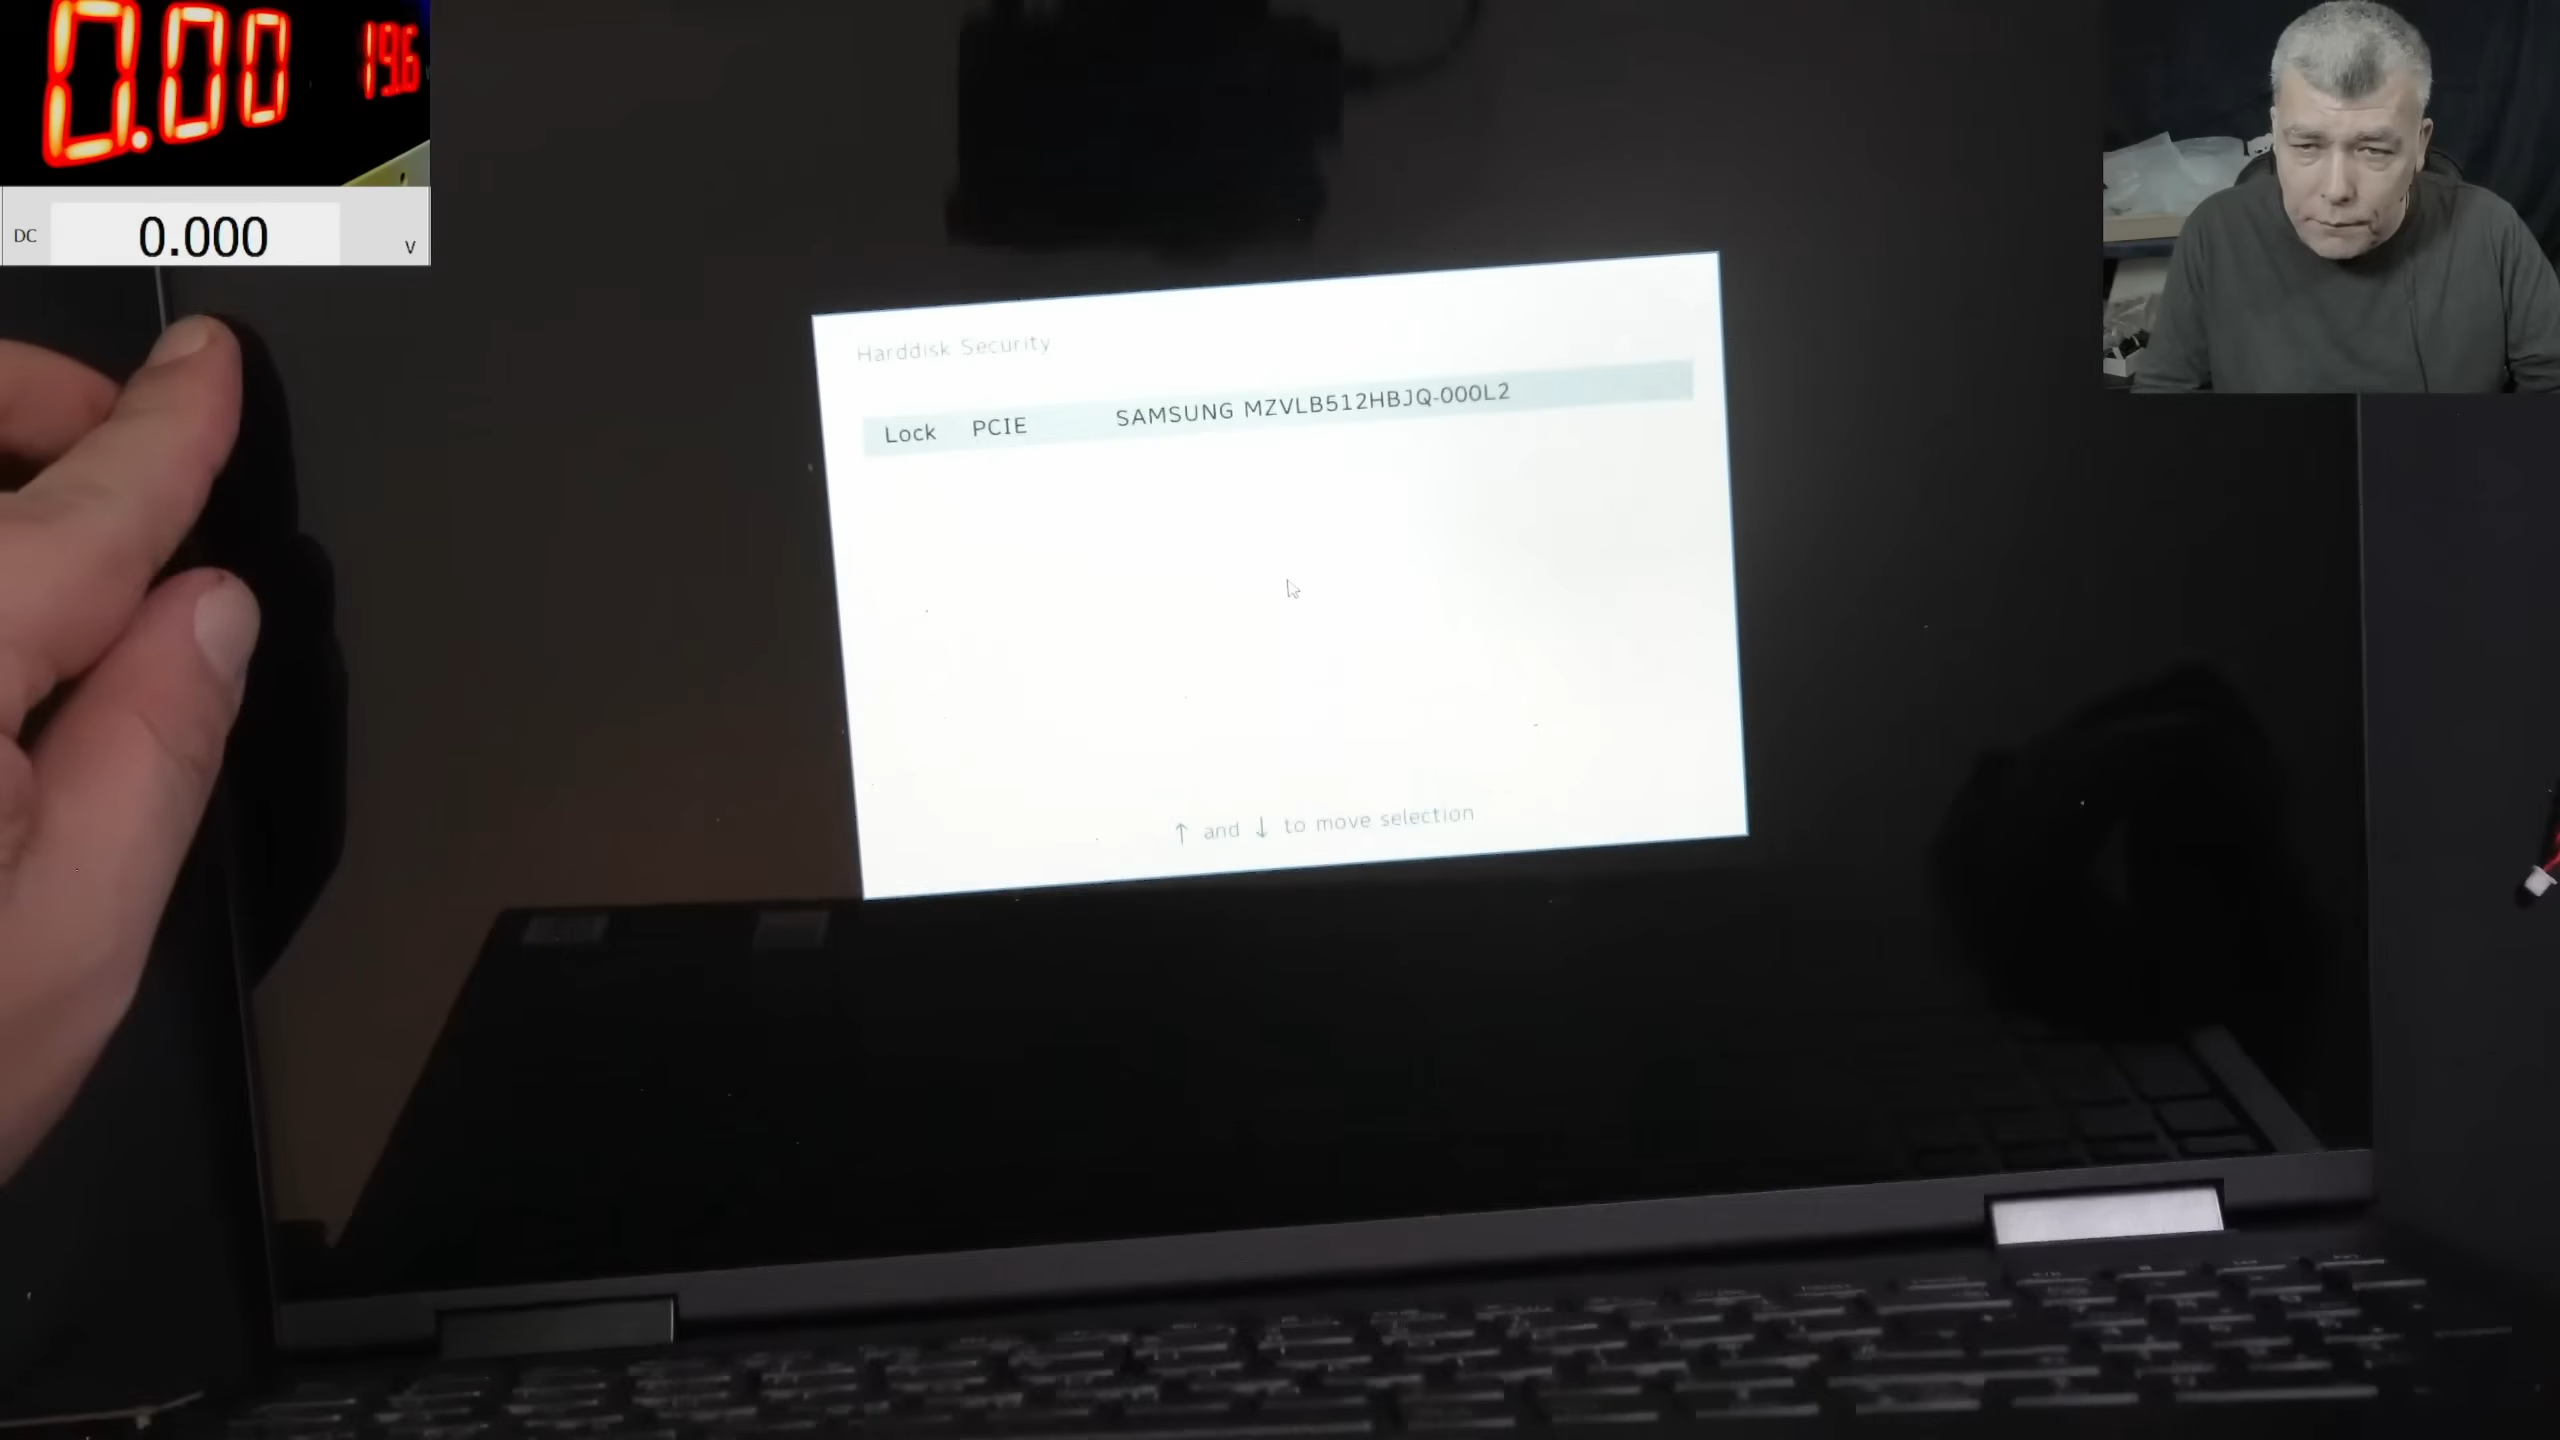 0.00 19.6
DC 0.000 V
Harddisk Security
Lock PCIE SAMSUNG MZVLB512HBJQ-000L2
↑ and ↓ to move selection